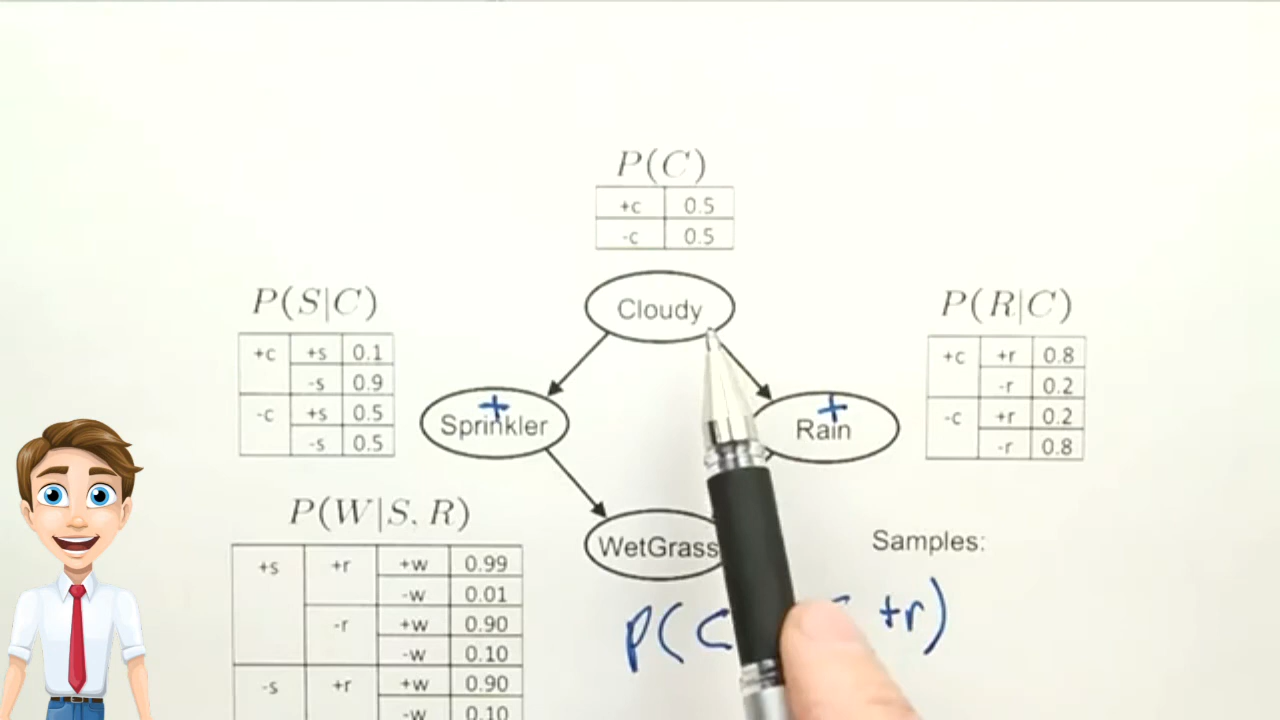 P(C)
+c 0.5
-c 0.5
Cloudy
P(S|C)
+c +s 0.1
-s 0.9
-c +s 0.5
-s 0.5
P(R|C)
+c +r 0.8
-r 0.2
-c +r 0.2
-r 0.8
+
Sprinkler
+
Rain
P(W|S,R)
+s +r +w 0.99
-w 0.01
-r +w 0.90
-w 0.10
-s +r +w 0.90
-w 0.10
WetGrass
Samples:
P(C +r)